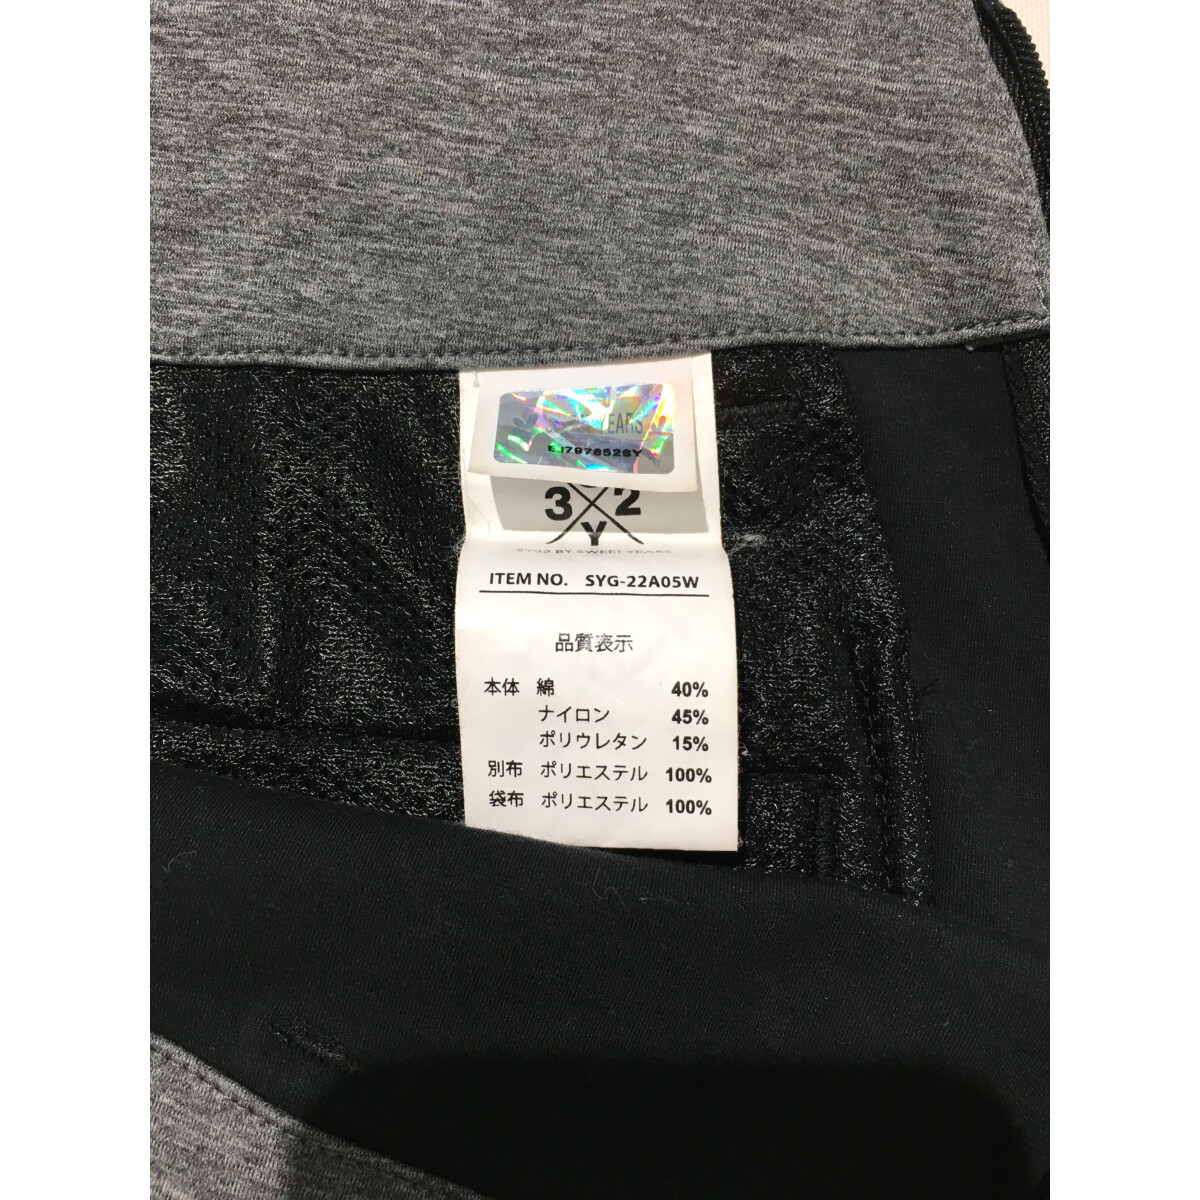 YEARS
EJ797652SY
3 2
Y
SY32 BY SWEET YEARS
ITEM NO. SYG-22A05W
品質表示
本体 綿 40%
ナイロン 45%
ポリウレタン 15%
別布 ポリエステル 100%
袋布 ポリエステル 100%